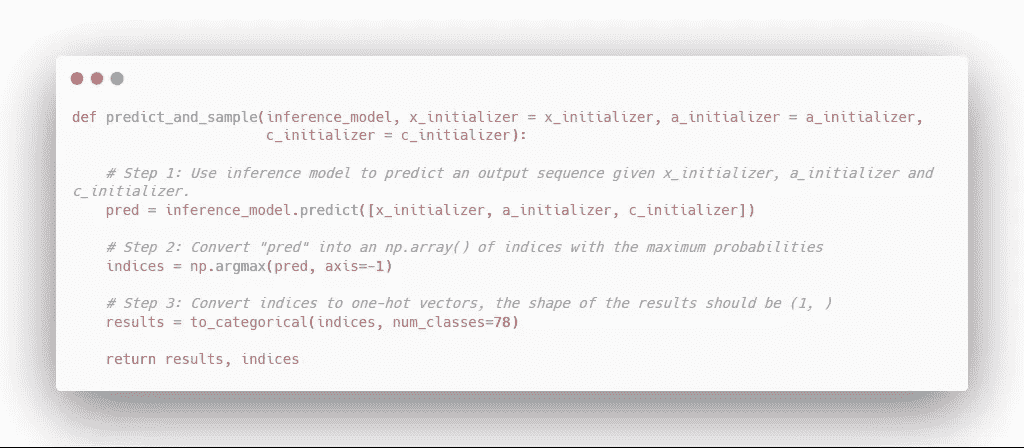 def predict_and_sample(inference_model, x_initializer = x_initializer, a_initializer = a_initializer,
c_initializer = c_initializer):
# Step 1: Use inference model to predict an output sequence given x_initializer, a_initializer and
c_initializer.
pred = inference_model.predict([x_initializer, a_initializer, c_initializer])
# Step 2: Convert "pred" into an np.array() of indices with the maximum probabilities
indices = np.argmax(pred, axis=-1)
# Step 3: Convert indices to one-hot vectors, the shape of the results should be (1, )
results = to_categorical(indices, num_classes=78)
return results, indices